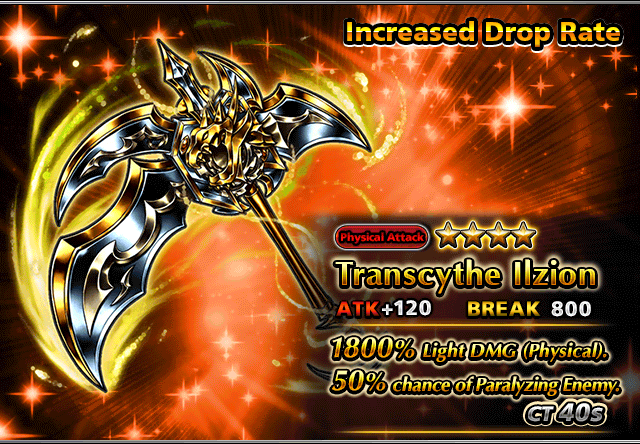 Increased Drop Rate
Physical Attack
Transcythe Ilzion
ATK+120 BREAK 800
1800% Light DMG (Physical).
50% chance of Paralyzing Enemy.
CT 40s